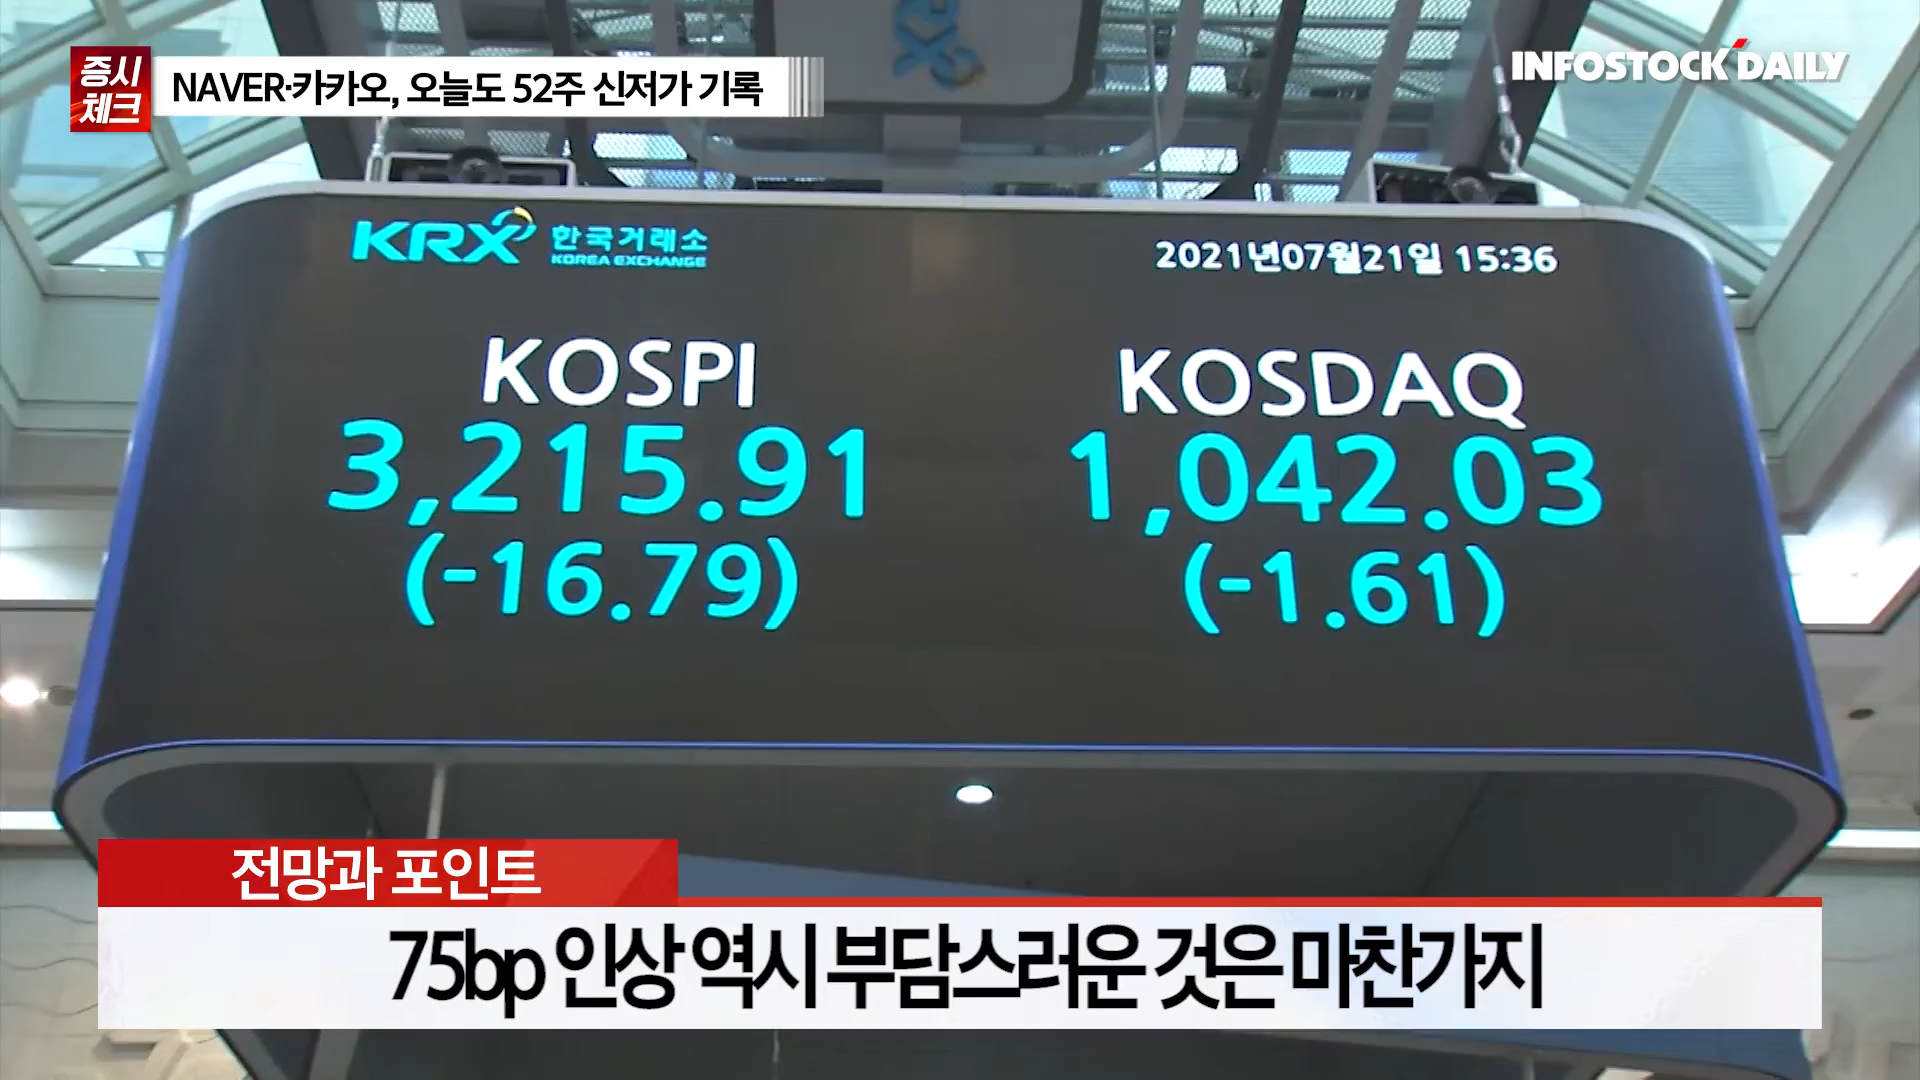 증시
체크
NAVER·카카오, 오늘도 52주 신저가 기록
INFOSTOCK DAILY
KRX
KRX 한국거래소
KOREA EXCHANGE
2021년07월21일 15:36
KOSPI
3,215.91
(-16.79)
KOSDAQ
1,042.03
(-1.61)
전망과 포인트
75bp 인상 역시 부담스러운 것은 마찬가지